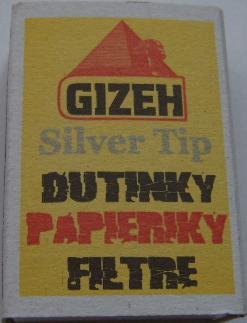 GIZEH
Silver Tip
DUTINKY
PAPIERIKY
FILTRE